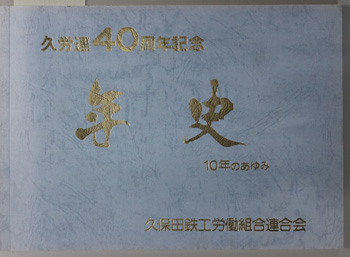 久労連40周年記念
年史
10年のあゆみ
久保田鉄工労働組合連合会